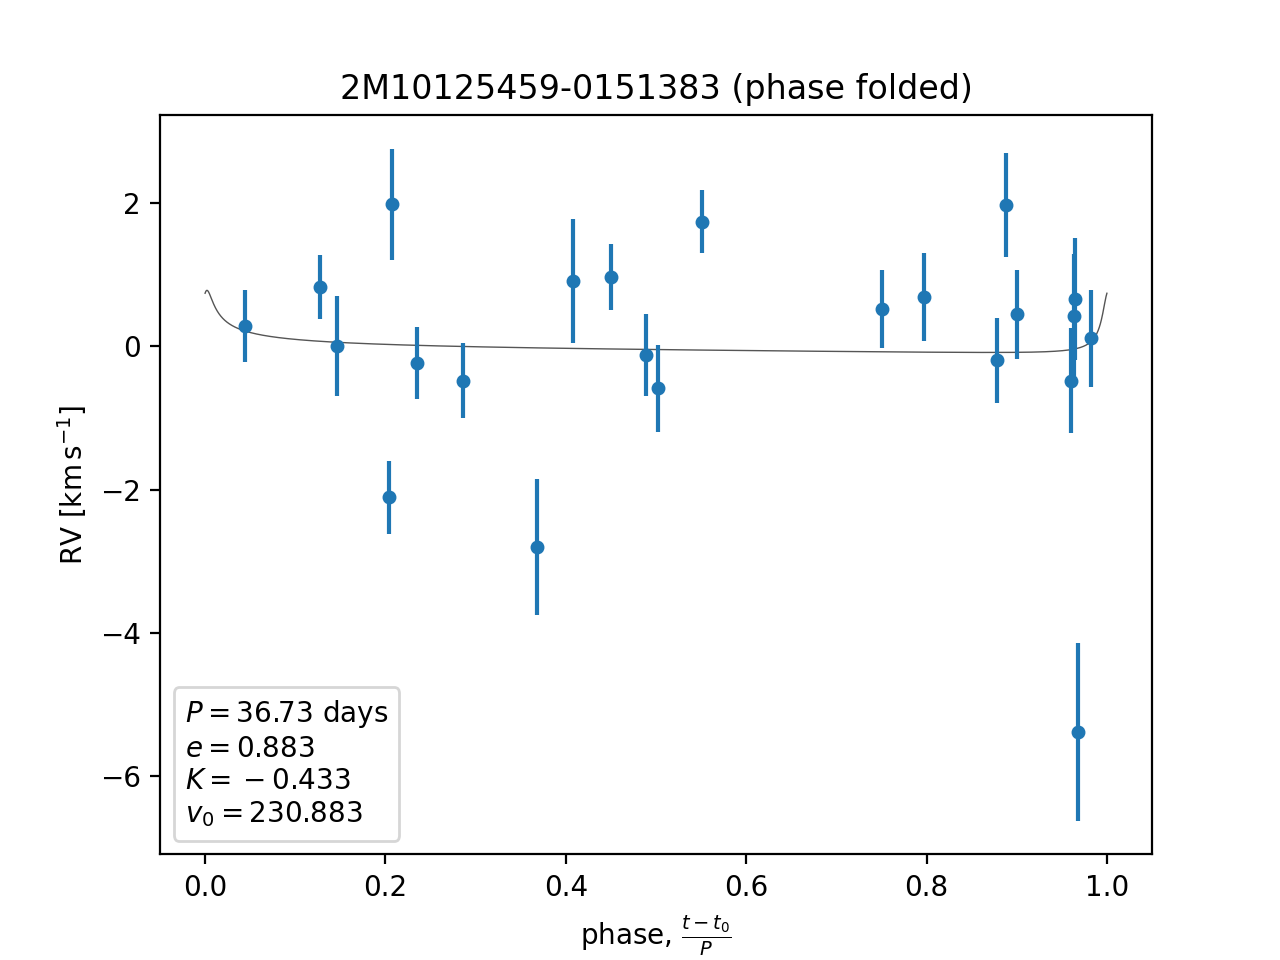 2M10125459-0151383 (phase folded)
2
0
−2
−4
−6
RV [km s⁻¹]
P = 36.73 days
e = 0.883
K = −0.433
v₀ = 230.883
0.0 0.2 0.4 0.6 0.8 1.0
phase, (t − t₀)/P